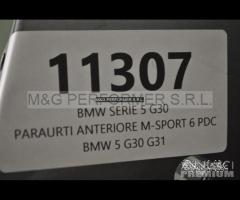 11307
M&G PERFORMER S.R.L.
BMW SERIE 5 G30
PARAURTI ANTERIORE M-SPORT 6 PDC
BMW 5 G30 G31
PREMIUM